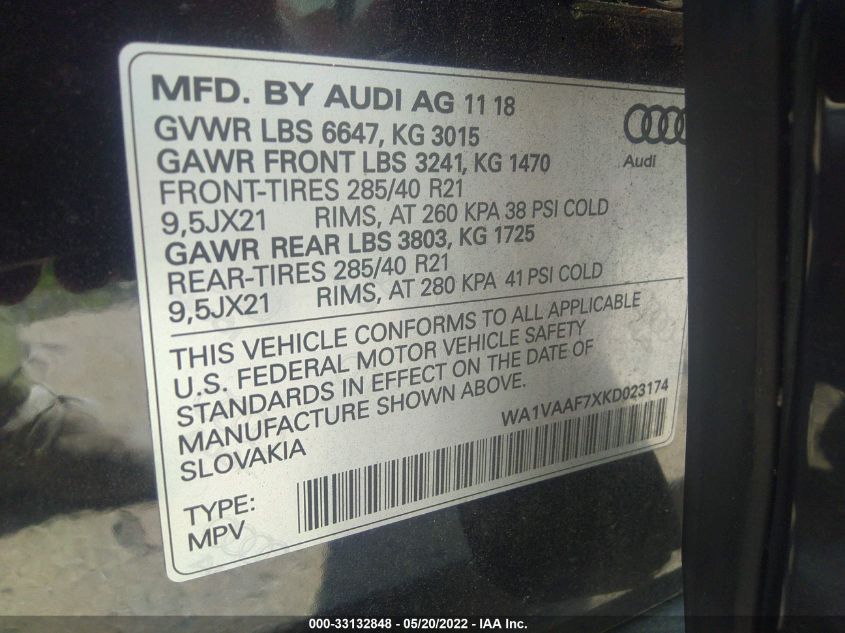 MFD. BY AUDI AG 11 18
GVWR LBS 6647, KG 3015
GAWR FRONT LBS 3241, KG 1470
FRONT-TIRES 285/40 R21
9,5JX21 RIMS, AT 260 KPA 38 PSI COLD
GAWR REAR LBS 3803, KG 1725
REAR-TIRES 285/40 R21
9,5JX21 RIMS, AT 280 KPA 41 PSI COLD
Audi
THIS VEHICLE CONFORMS TO ALL APPLICABLE
U.S. FEDERAL MOTOR VEHICLE SAFETY
STANDARDS IN EFFECT ON THE DATE OF
MANUFACTURE SHOWN ABOVE.
SLOVAKIA
WA1VAAF7XKD023174
TYPE:
MPV
000-33132848 - 05/20/2022 - IAA Inc.